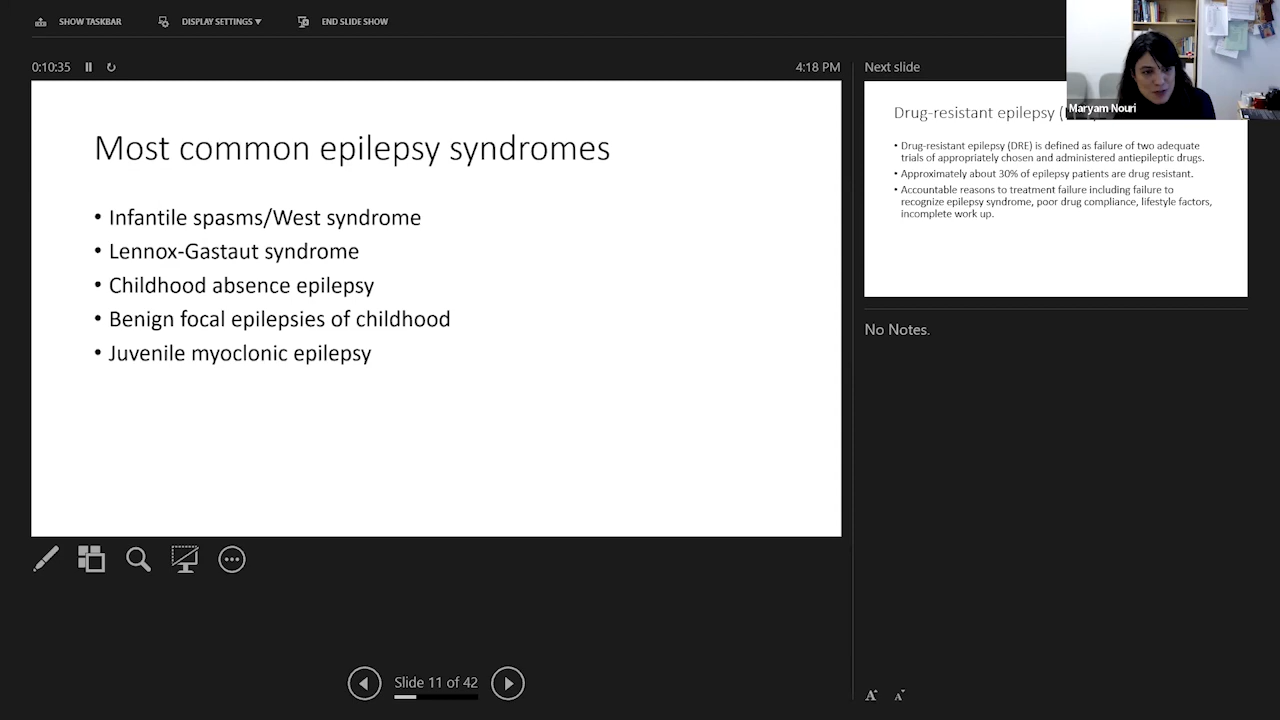 SHOW TASKBAR
DISPLAY SETTINGS ▼
END SLIDE SHOW
0:10:35
4:18 PM
Most common epilepsy syndromes
• Infantile spasms/West syndrome
• Lennox-Gastaut syndrome
• Childhood absence epilepsy
• Benign focal epilepsies of childhood
• Juvenile myoclonic epilepsy
Slide 11 of 42
Next slide
Maryam Nouri
Drug-resistant epilepsy (
• Drug-resistant epilepsy (DRE) is defined as failure of two adequate
trials of appropriately chosen and administered antiepileptic drugs.
• Approximately about 30% of epilepsy patients are drug resistant.
• Accountable reasons to treatment failure including failure to
recognize epilepsy syndrome, poor drug compliance, lifestyle factors,
incomplete work up.
No Notes.
A A